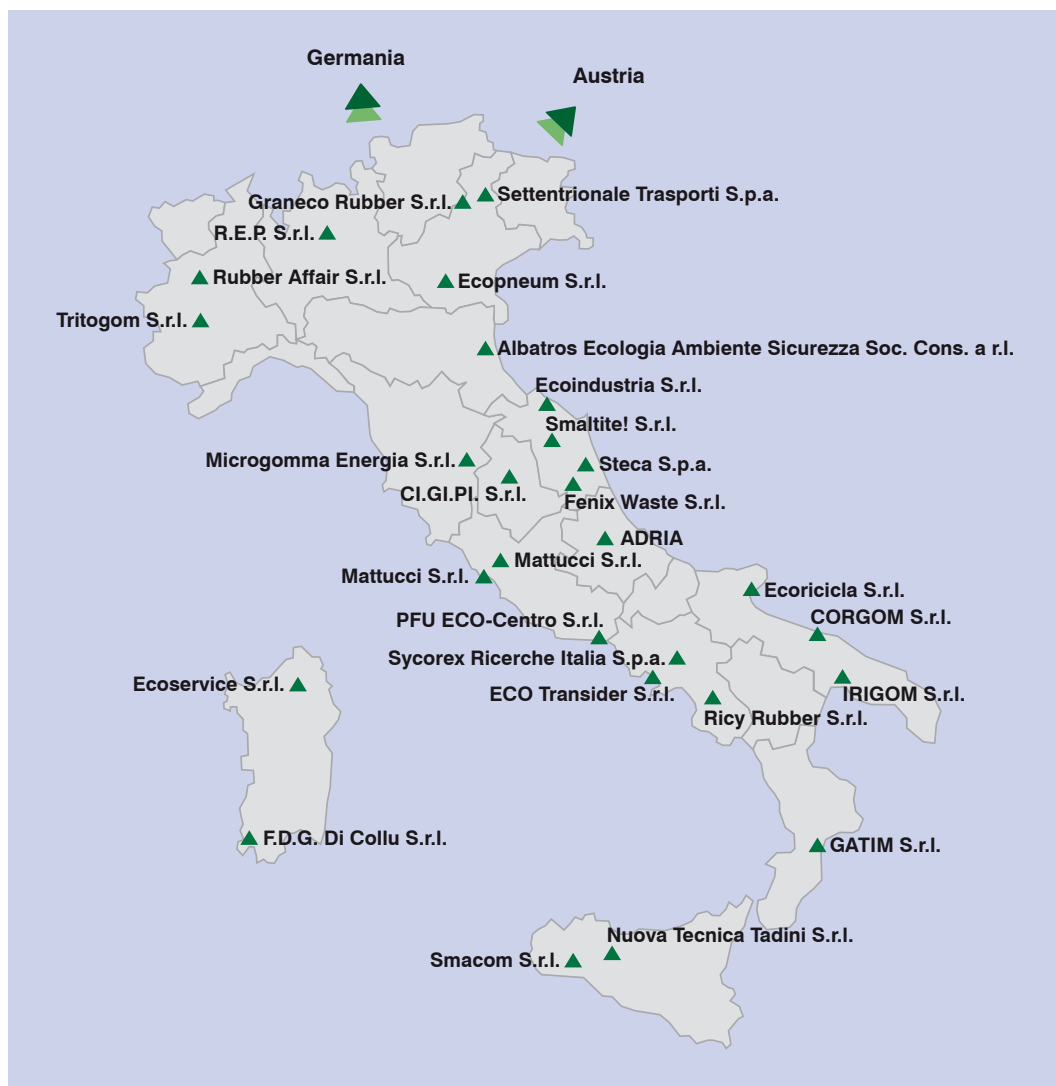 Germania
Austria
Settentrionale Trasporti S.p.a.
Graneco Rubber S.r.l.
R.E.P. S.r.l.
Rubber Affair S.r.l.
Ecopneum S.r.l.
Tritogom S.r.l.
Albatros Ecologia Ambiente Sicurezza Soc. Cons. a r.l.
Ecoindustria S.r.l.
Smaltite! S.r.l.
Microgomma Energia S.r.l.
Steca S.p.a.
CI.GI.PI. S.r.l.
Fenix Waste S.r.l.
ADRIA
Mattucci S.r.l.
Mattucci S.r.l.
Ecoricicla S.r.l.
PFU ECO-Centro S.r.l.
CORGOM S.r.l.
Sycorex Ricerche Italia S.p.a.
Ecoservice S.r.l.
ECO Transider S.r.l.
IRIGOM S.r.l.
Ricy Rubber S.r.l.
F.D.G. Di Collu S.r.l.
GATIM S.r.l.
Nuova Tecnica Tadini S.r.l.
Smacom S.r.l.